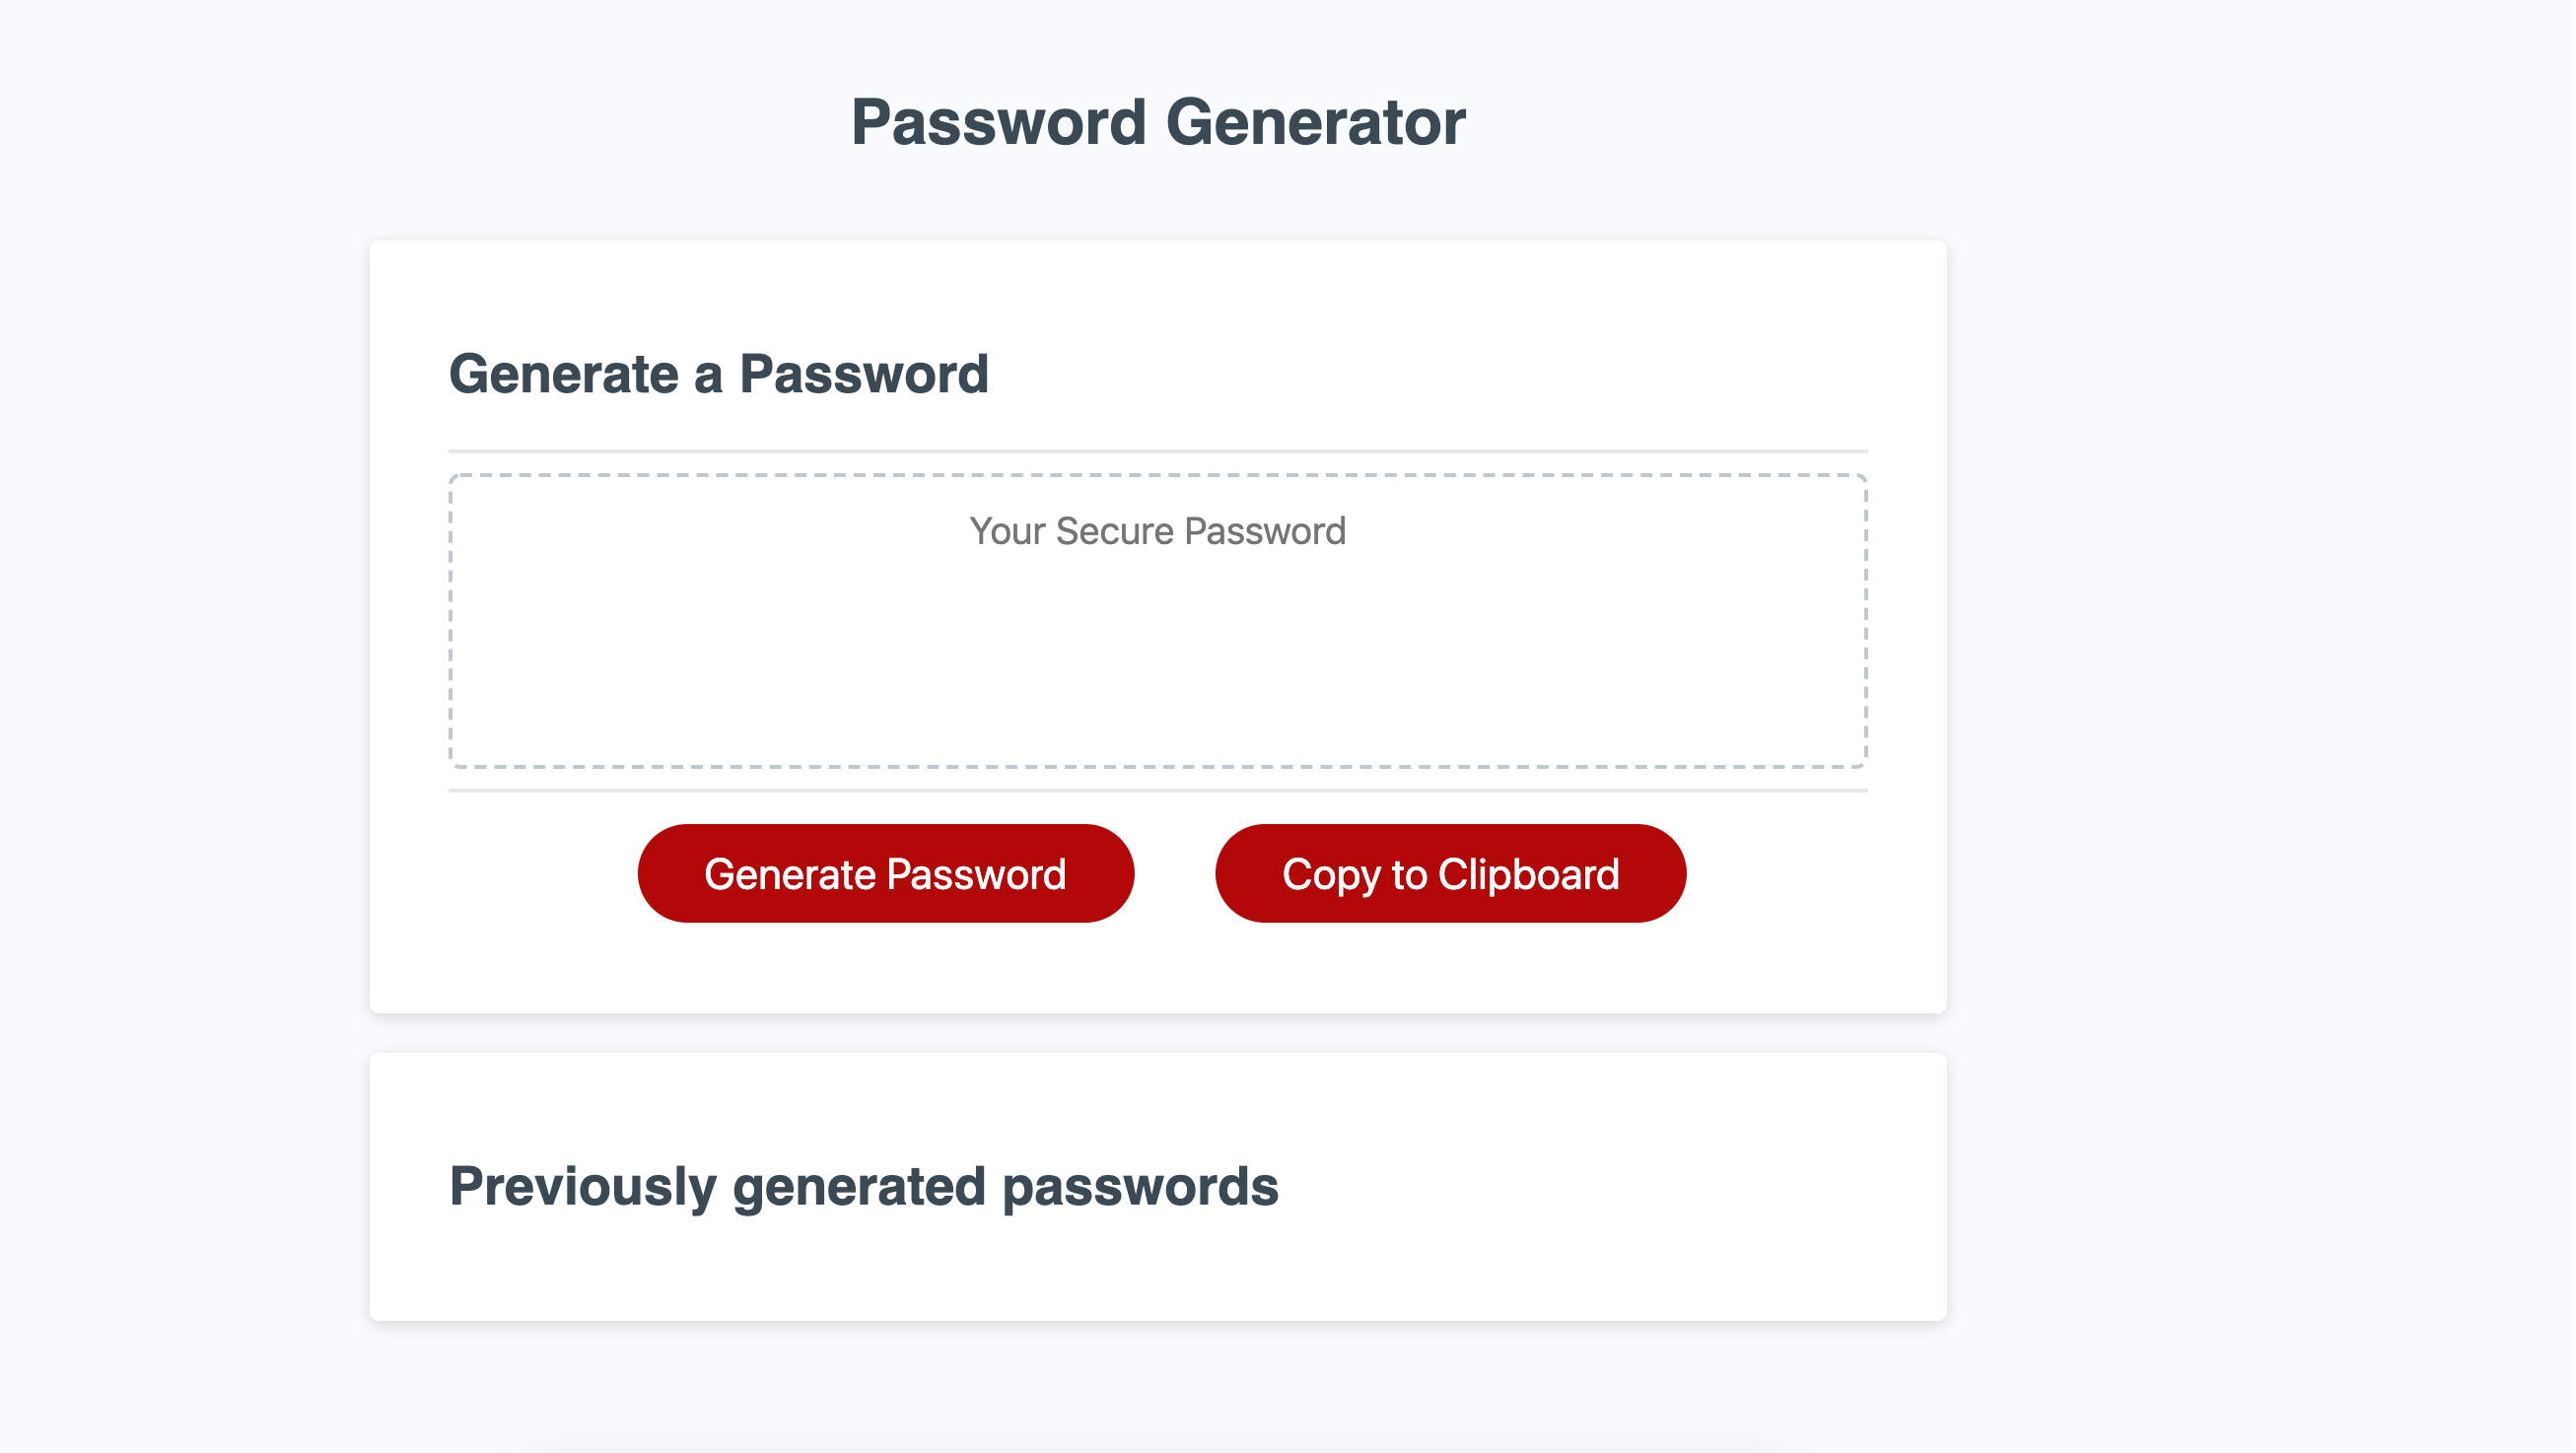 Password Generator
Generate a Password
Your Secure Password
Generate Password
Copy to Clipboard
Previously generated passwords